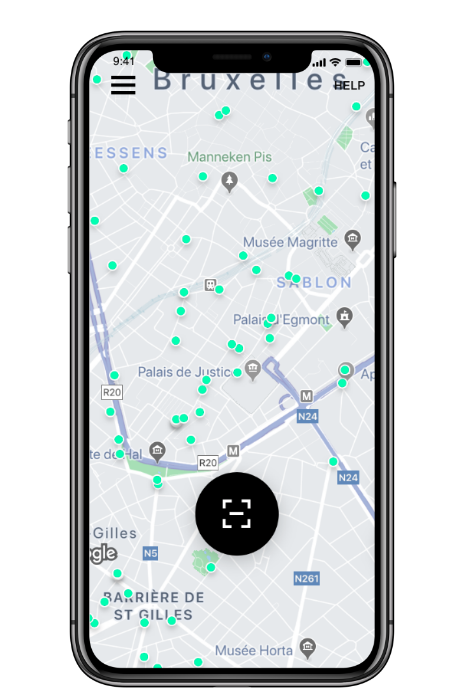 9:41
Bruxelles
HELP
ESSENS
Ca
et
Manneken Pis
Musée Magritte
SABLON
Palais d'Egmont
Palais de Justic
Ap
R20
M
N24
te de Hal
M
R20
N24
Gilles
gle
N5
N261
BARRIÈRE DE
ST GILLES
Musée Horta